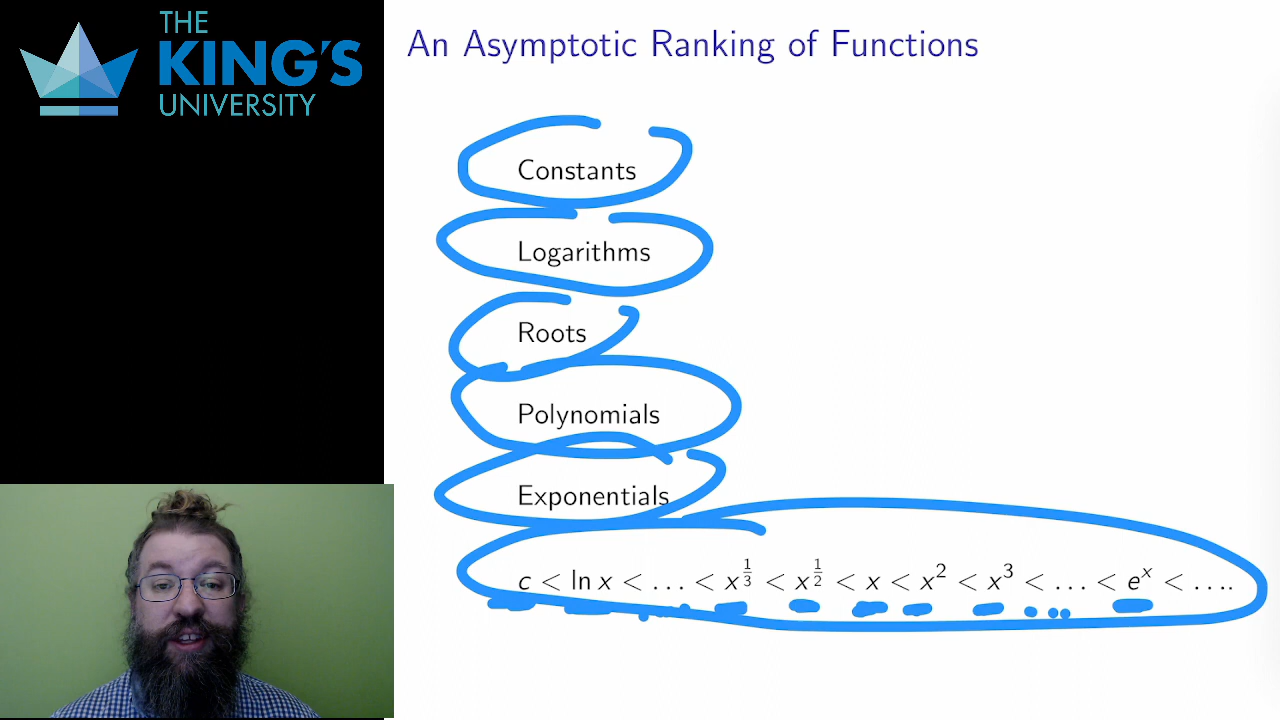 THE
KING'S
UNIVERSITY
An Asymptotic Ranking of Functions
Constants
Logarithms
Roots
Polynomials
Exponentials
c < ln x < … < x^{1/3} < x^{1/2} < x < x^2 < x^3 < … < e^x < ….